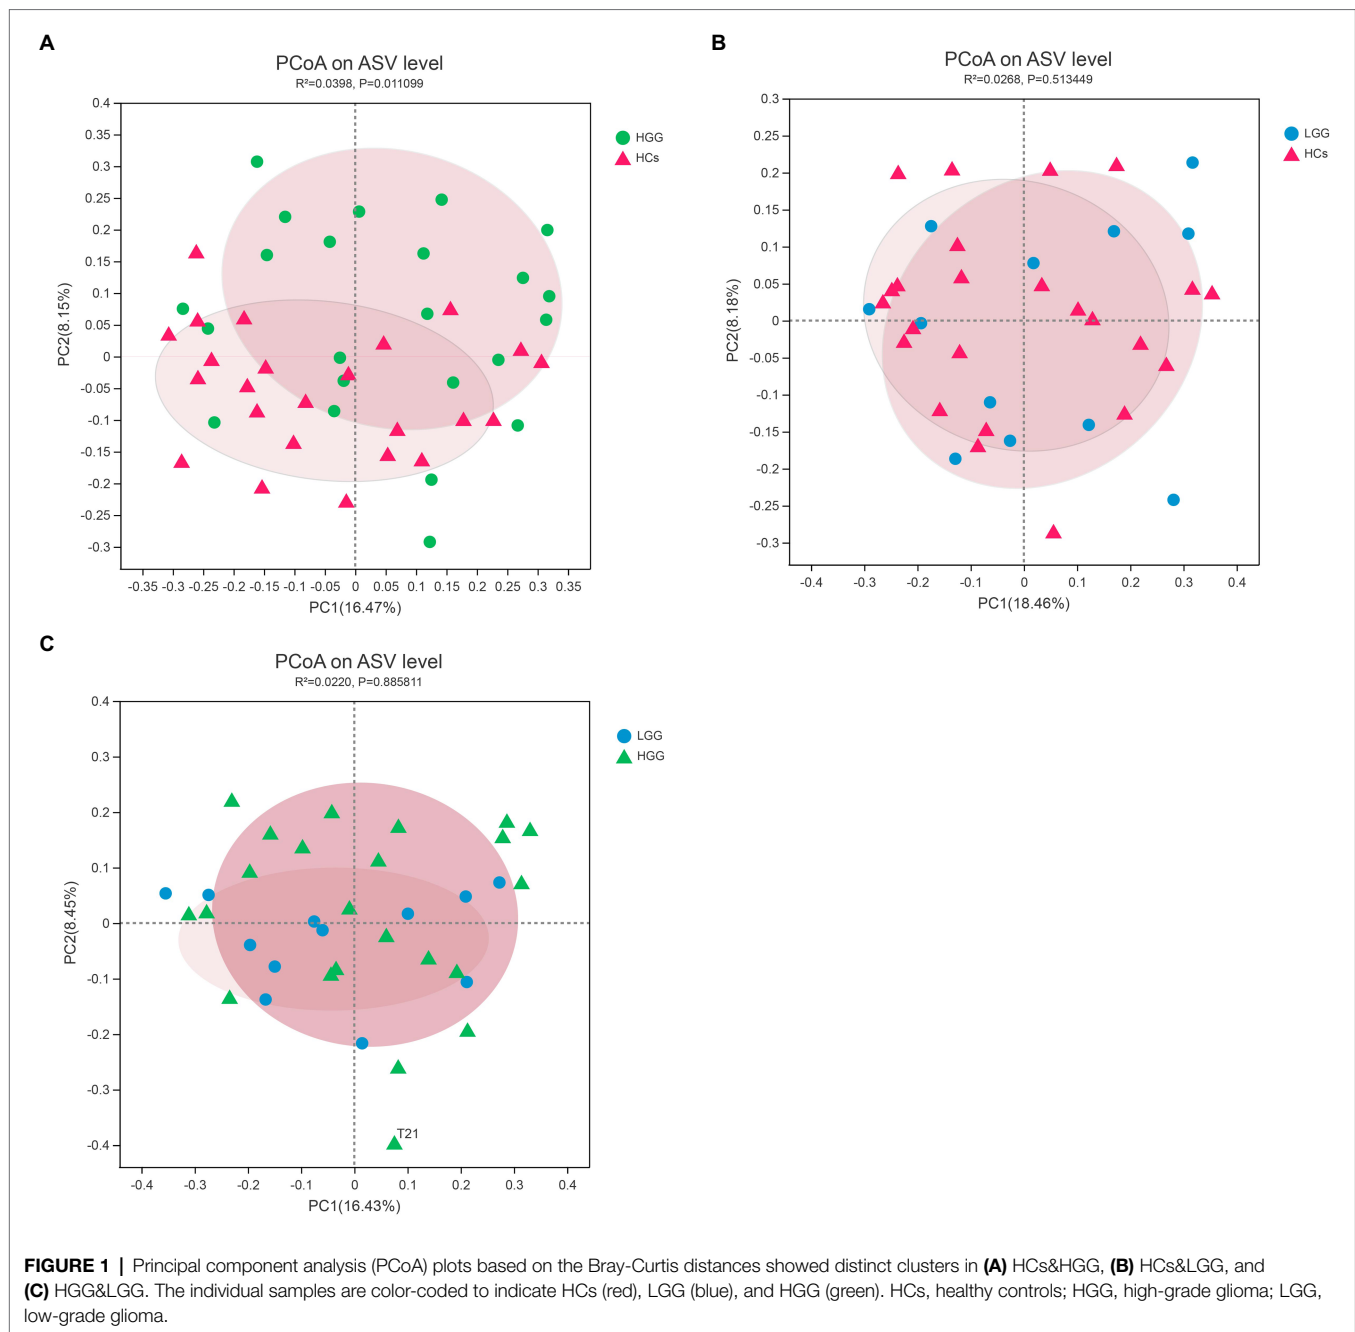 A
PCoA on ASV level
R²=0.0398, P=0.011099
0.4
0.35
0.3
0.25
0.2
0.15
0.1
0.05
0
-0.05
-0.1
-0.15
-0.2
-0.25
-0.3
PC2(8.15%)
-0.35 -0.3 -0.25 -0.2 -0.15 -0.1 -0.05 0 0.05 0.1 0.15 0.2 0.25 0.3 0.35
PC1(16.47%)
HGG
HCs
B
PCoA on ASV level
R²=0.0268, P=0.513449
0.3
0.25
0.2
0.15
0.1
0.05
0
-0.05
-0.1
-0.15
-0.2
-0.25
-0.3
PC2(8.18%)
-0.4 -0.3 -0.2 -0.1 0 0.1 0.2 0.3 0.4
PC1(18.46%)
LGG
HCs
C
PCoA on ASV level
R²=0.0220, P=0.885811
0.4
0.3
0.2
0.1
0
-0.1
-0.2
-0.3
-0.4
PC2(8.45%)
T21
-0.4 -0.3 -0.2 -0.1 0 0.1 0.2 0.3 0.4
PC1(16.43%)
LGG
HGG
FIGURE 1 | Principal component analysis (PCoA) plots based on the Bray-Curtis distances showed distinct clusters in (A) HCs&HGG, (B) HCs&LGG, and
(C) HGG&LGG. The individual samples are color-coded to indicate HCs (red), LGG (blue), and HGG (green). HCs, healthy controls; HGG, high-grade glioma; LGG,
low-grade glioma.